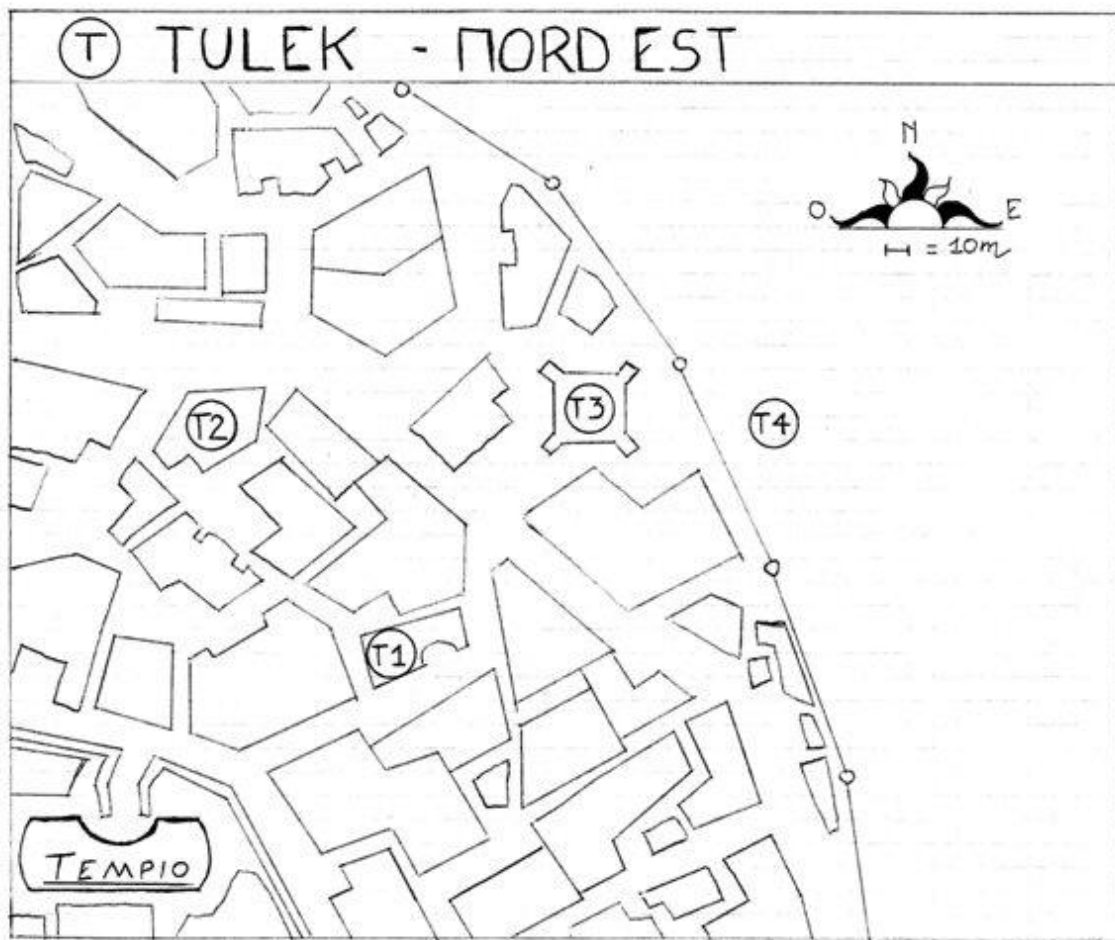 T TULEK - NORD EST
N
O E
= 10m
T2 T3 T4
T1
TEMPIO